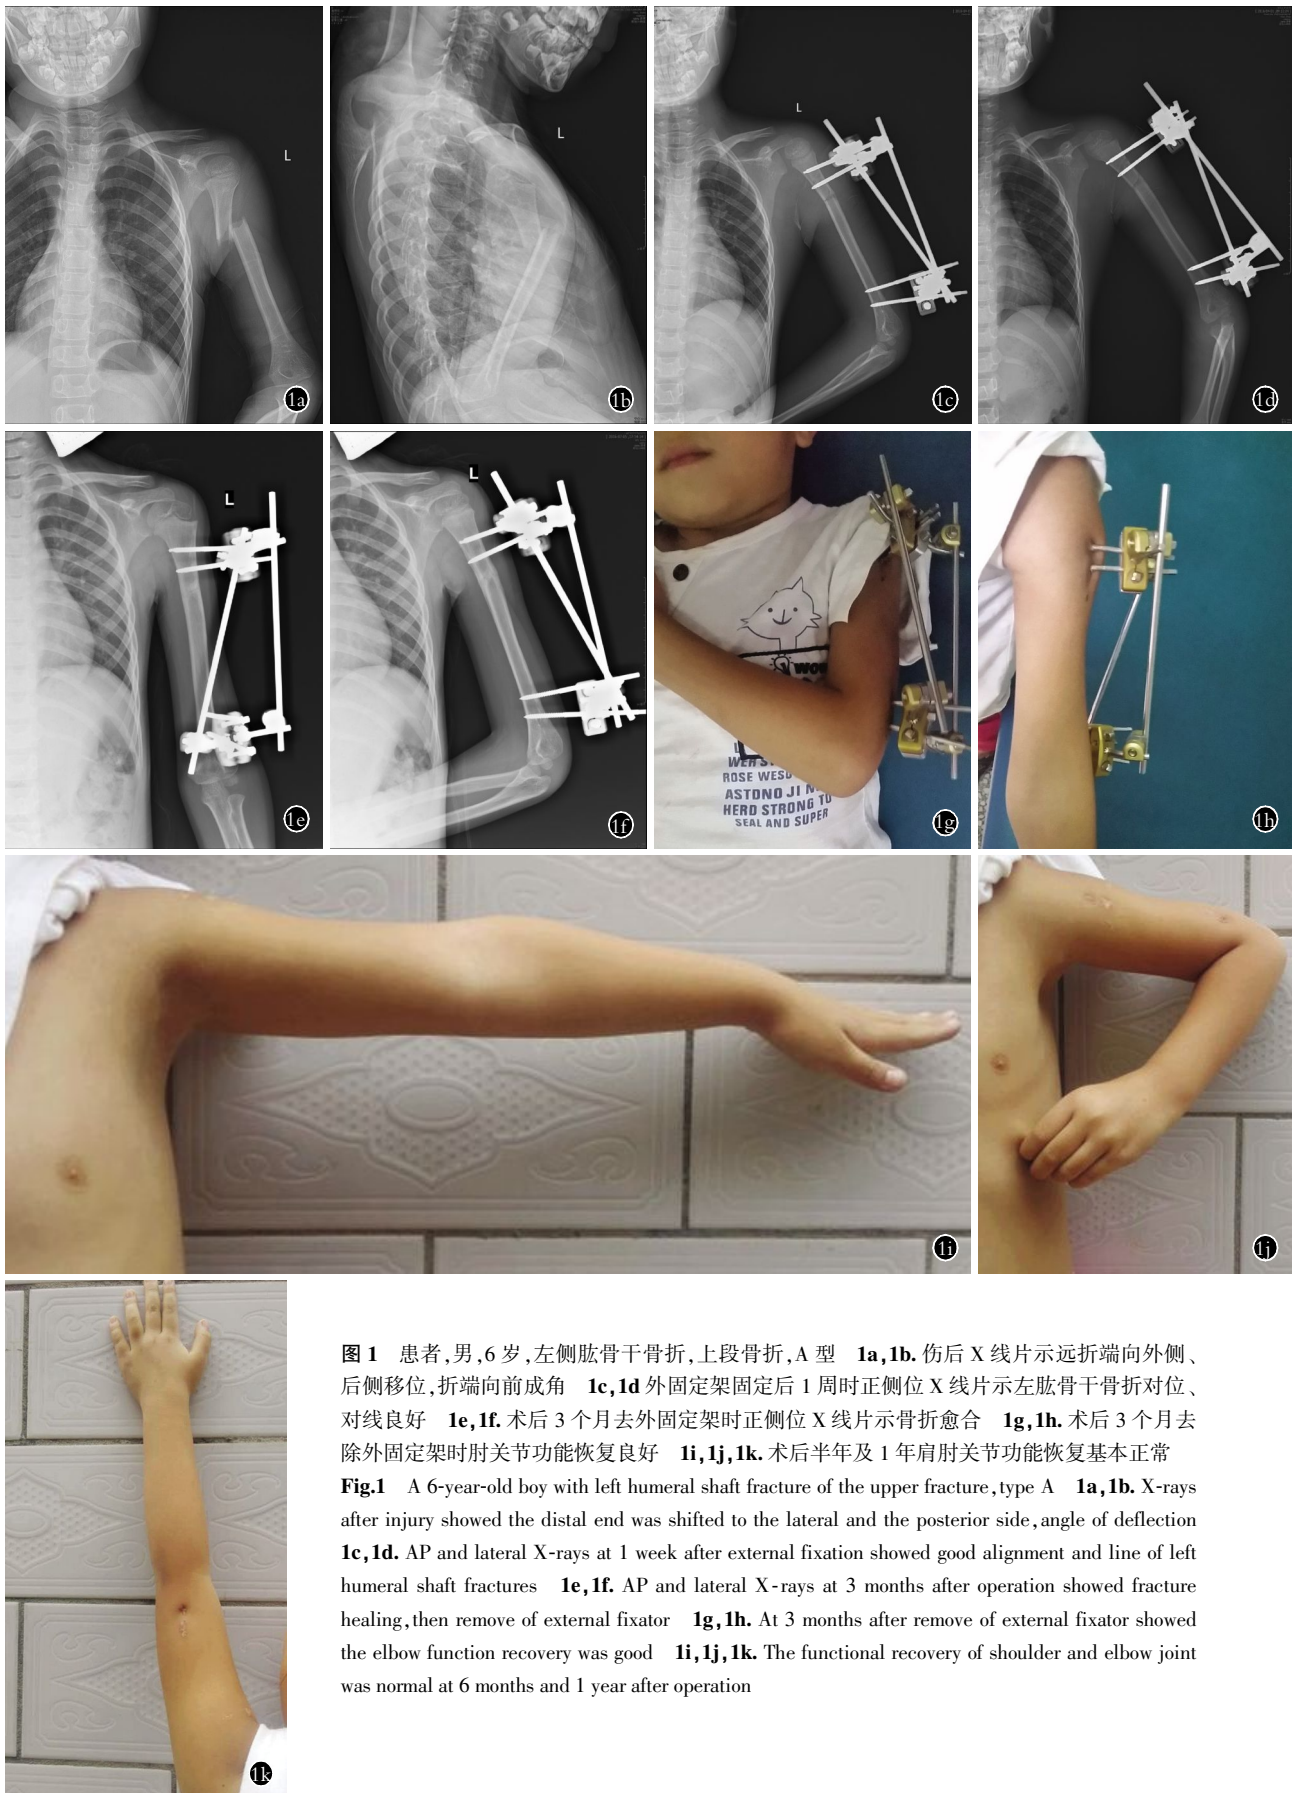 L
1a
L
1b
L
1c
1d
L
1e
L
1f
ROSE WESD
ASTDNO JI N
HERD STRONG TO
SEAL AND SUPER
1g
1h
1i
1j
1k
图 1 患者,男,6 岁,左侧肱骨干骨折,上段骨折,A 型 1a,1b. 伤后 X 线片示远折端向外侧、
后侧移位,折端向前成角 1c,1d 外固定架固定后 1 周时正侧位 X 线片示左肱骨干骨折对位、
对线良好 1e,1f. 术后 3 个月去外固定架时正侧位 X 线片示骨折愈合 1g,1h. 术后 3 个月去
除外固定架时肘关节功能恢复良好 1i,1j,1k. 术后半年及 1 年肩肘关节功能恢复基本正常
Fig.1 A 6-year-old boy with left humeral shaft fracture of the upper fracture,type A 1a,1b. X-rays
after injury showed the distal end was shifted to the lateral and the posterior side,angle of deflection
1c,1d. AP and lateral X-rays at 1 week after external fixation showed good alignment and line of left
humeral shaft fractures 1e,1f. AP and lateral X-rays at 3 months after operation showed fracture
healing,then remove of external fixator 1g,1h. At 3 months after remove of external fixator showed
the elbow function recovery was good 1i,1j,1k. The functional recovery of shoulder and elbow joint
was normal at 6 months and 1 year after operation